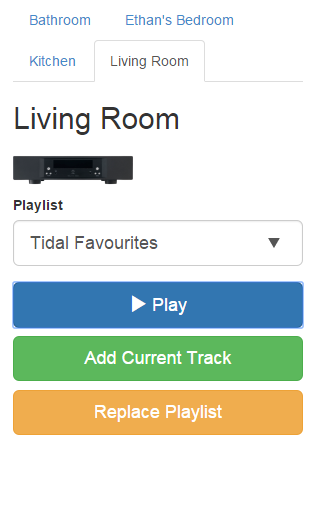 Bathroom Ethan's Bedroom
Kitchen Living Room
Living Room
Playlist
Tidal Favourites
Play
Add Current Track
Replace Playlist